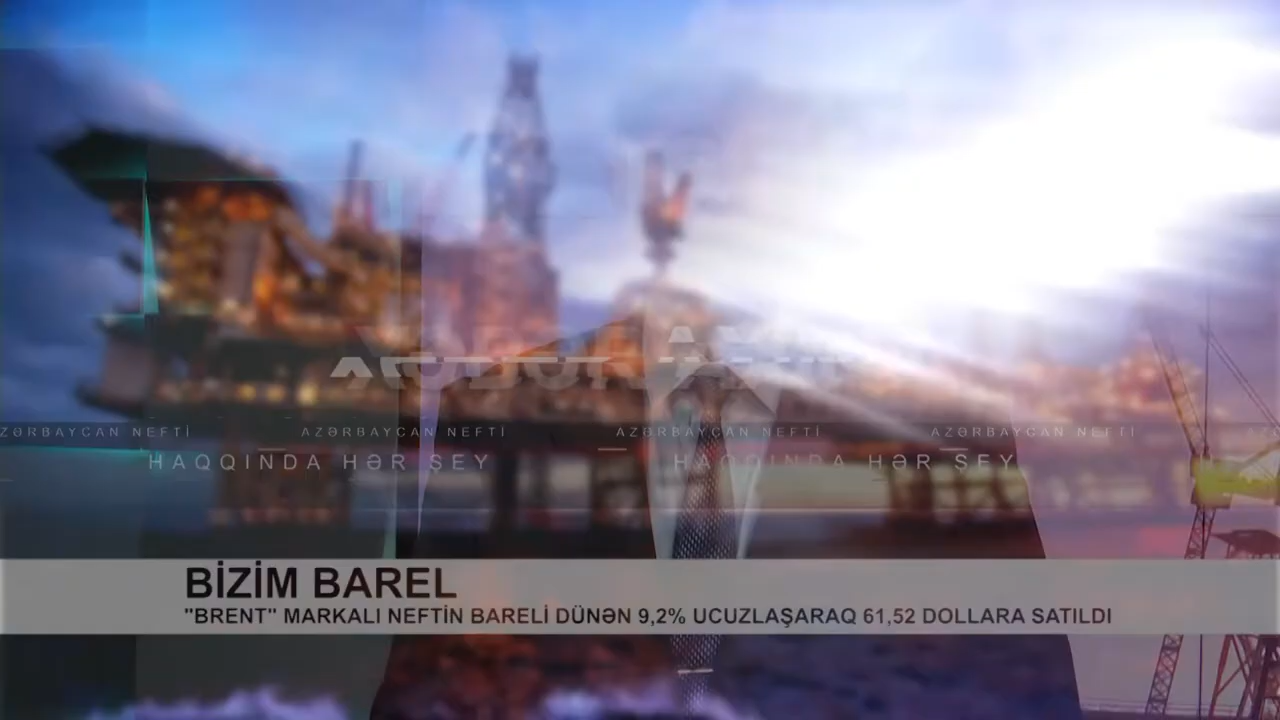 ZƏRBAYCAN NEFTİ AZƏRBAYCAN NEFTİ AZƏRBAYCAN NEFTİ AZƏRBAYCAN NEFTİ
HAQQINDA HƏR ŞEY HAQQINDA HƏR ŞEY
BİZİM BAREL
"BRENT" MARKALI NEFTİN BARELİ DÜNƏN 9,2% UCUZLAŞARAQ 61,52 DOLLARA SATILDI